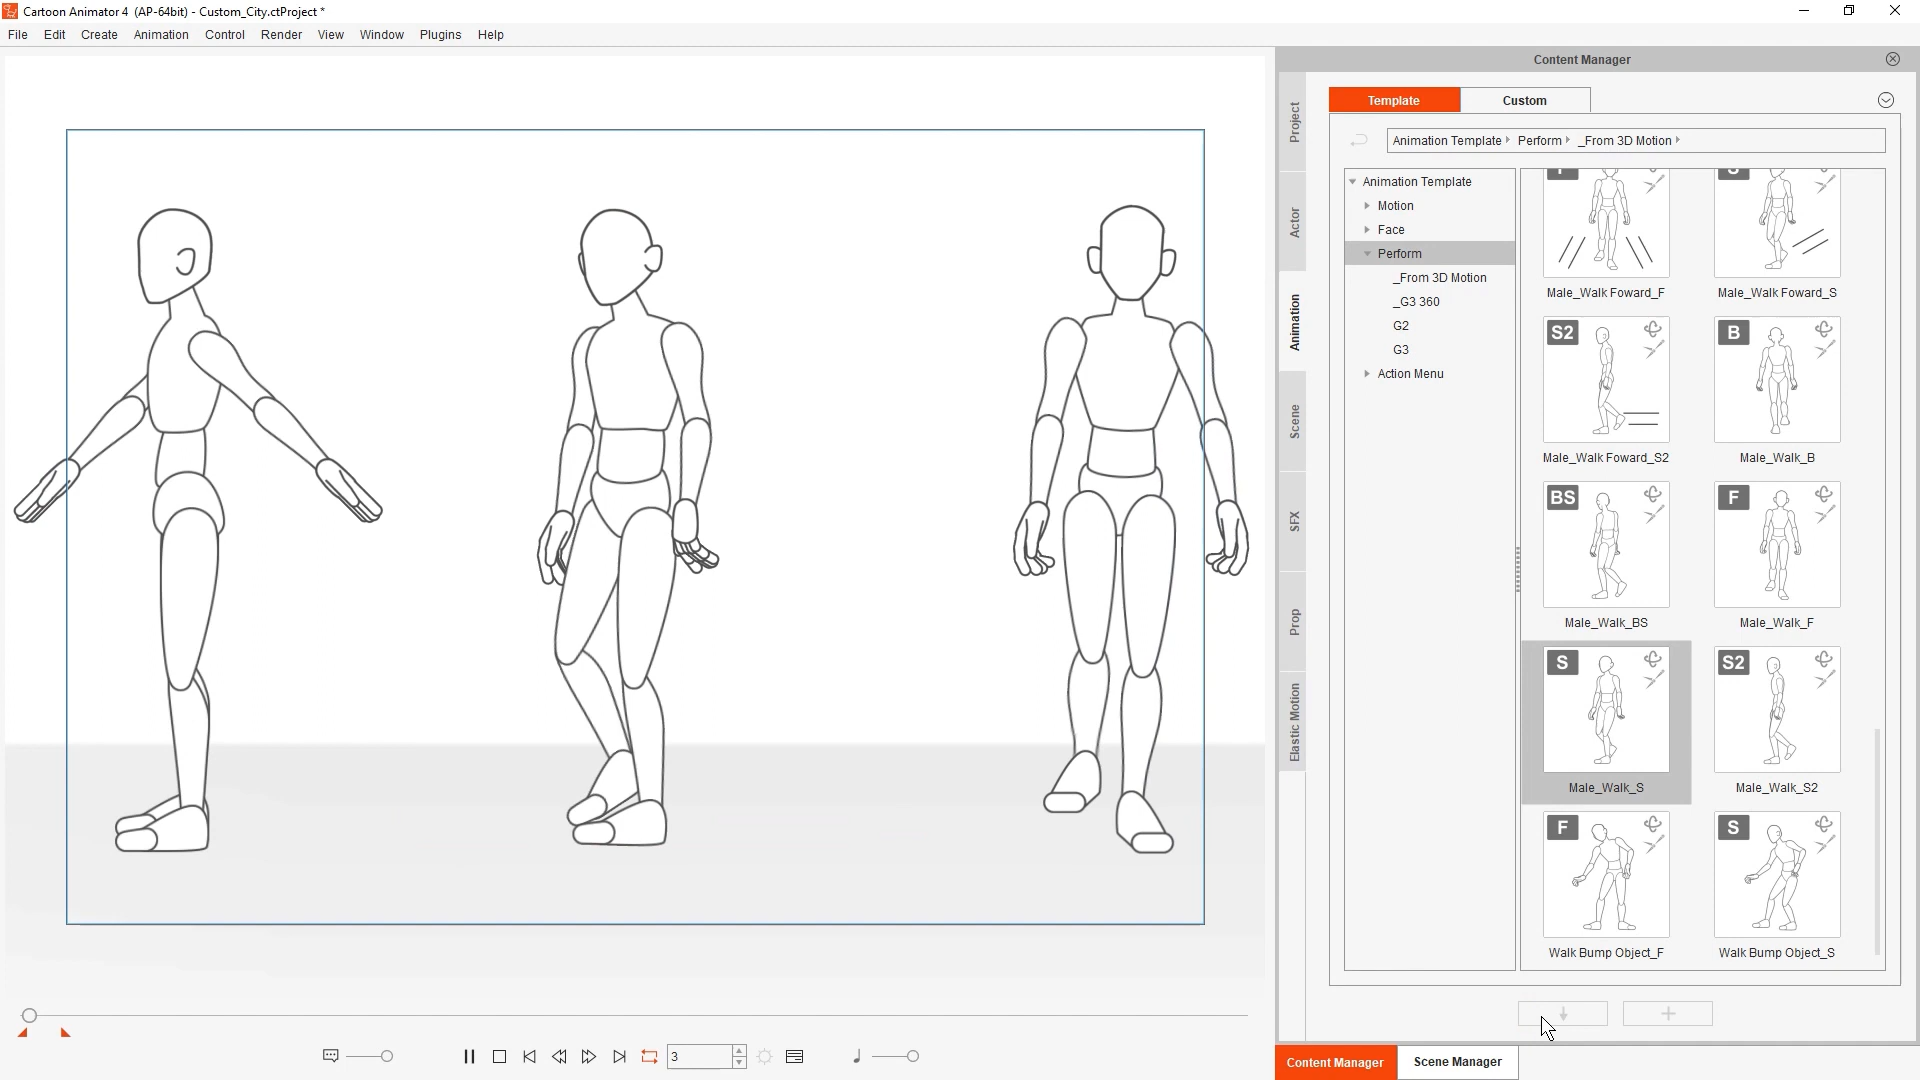 Cartoon Animator 4 (AP-64bit) - Custom_City.ctProject *
File Edit Create Animation Control Render View Window Plugins Help
Content Manager
Template Custom
Animation Template Perform _From 3D Motion
Project
Actor
Animation
Scene
SFX
Prop
Elastic Motion
Animation Template
Motion
Face
Perform
_From 3D Motion
_G3 360
G2
G3
Action Menu
Male_Walk Foward_F Male_Walk Foward_S
S2 B
Male_Walk Foward_S2 Male_Walk_B
BS F
Male_Walk_BS Male_Walk_F
S S2
Male_Walk_S Male_Walk_S2
F S
Walk Bump Object_F Walk Bump Object_S
3
Content Manager Scene Manager